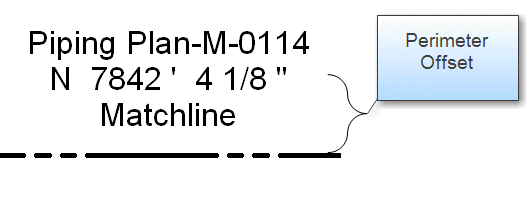 Piping Plan-M-0114
N 7842 ' 4 1/8 "
Matchline
Perimeter
Offset